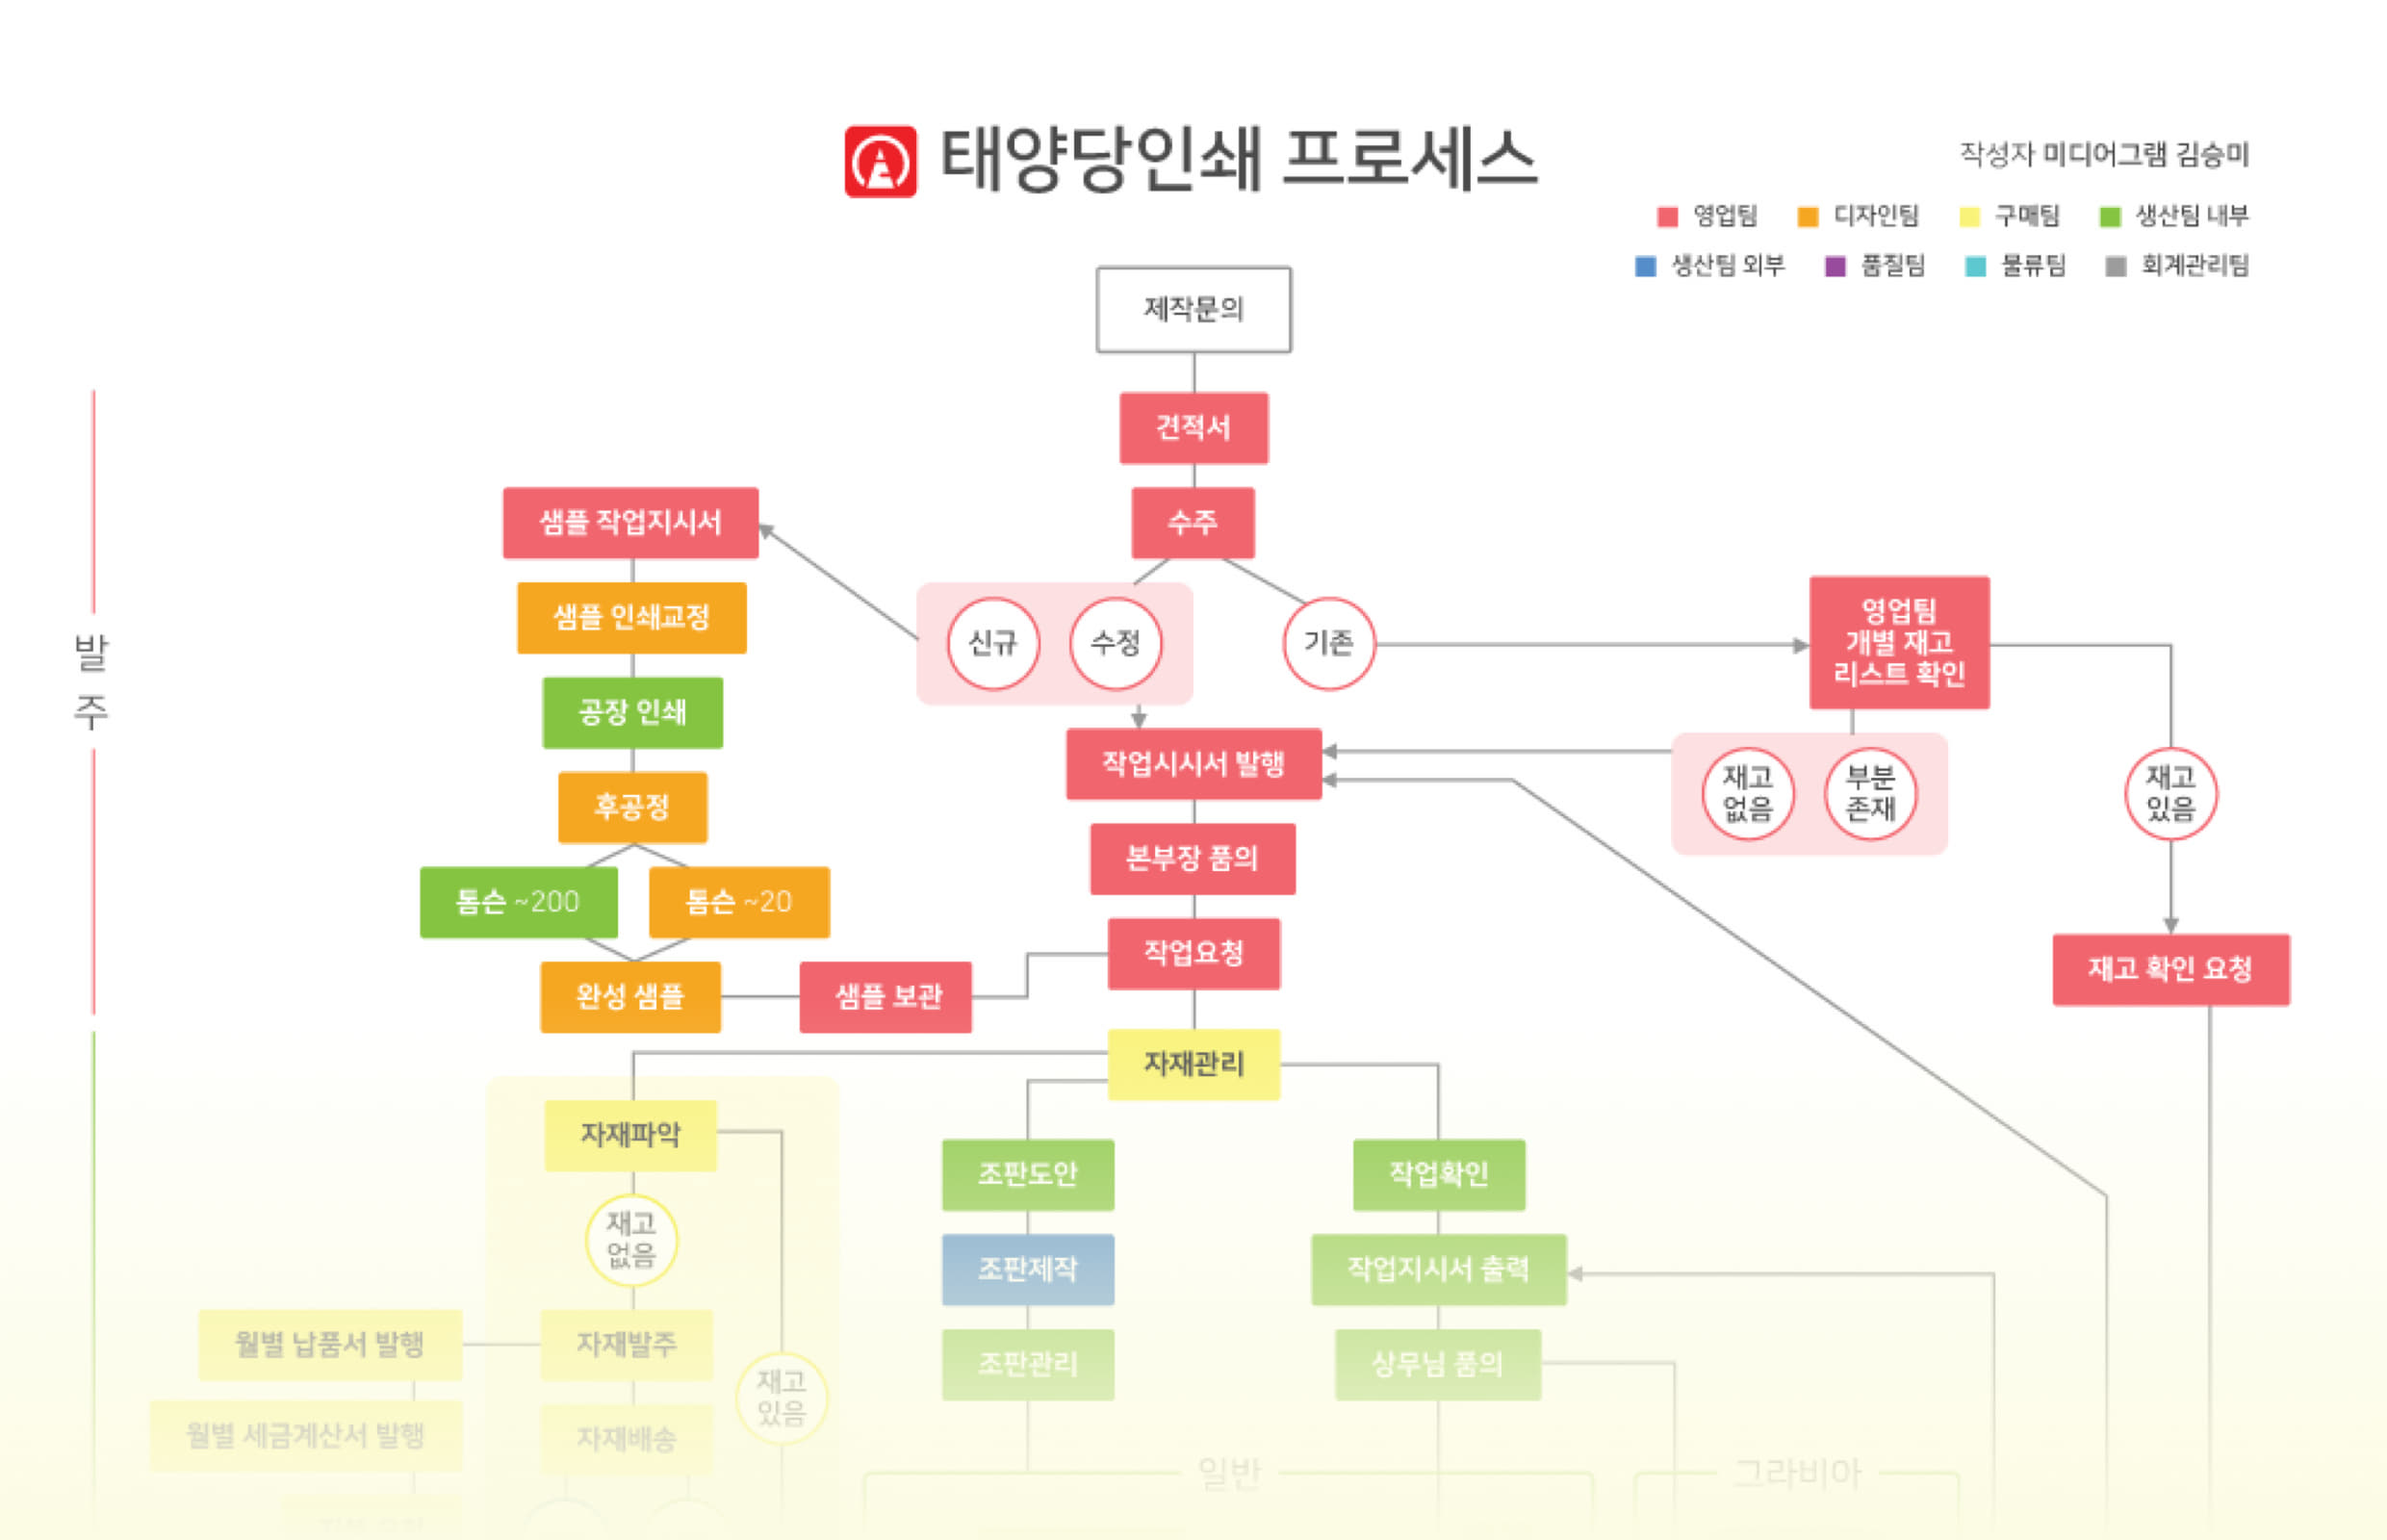 태양당인쇄 프로세스
작성자 미디어그램 김승미
영업팀 디자인팀 구매팀 생산팀 내부
생산팀 외부 품질팀 물류팀 회계관리팀
제작문의
견적서
샘플 작업지시서
수주
샘플 인쇄교정
신규
수정
기존
영업팀
개별 재고
리스트 확인
발
주
공장 인쇄
작업시시서 발행
재고
없음
부분
존재
재고
있음
후공정
본부장 품의
톰슨 ~200
톰슨 ~20
작업요청
재고 확인 요청
완성 샘플
샘플 보관
자재관리
자재파악
조판도안
작업확인
재고
없음
조판제작
작업지시서 출력
월별 납품서 발행
자재발주
조판관리
상무님 품의
재고
있음
월별 세금계산서 발행
자재배송
일반
그라비아